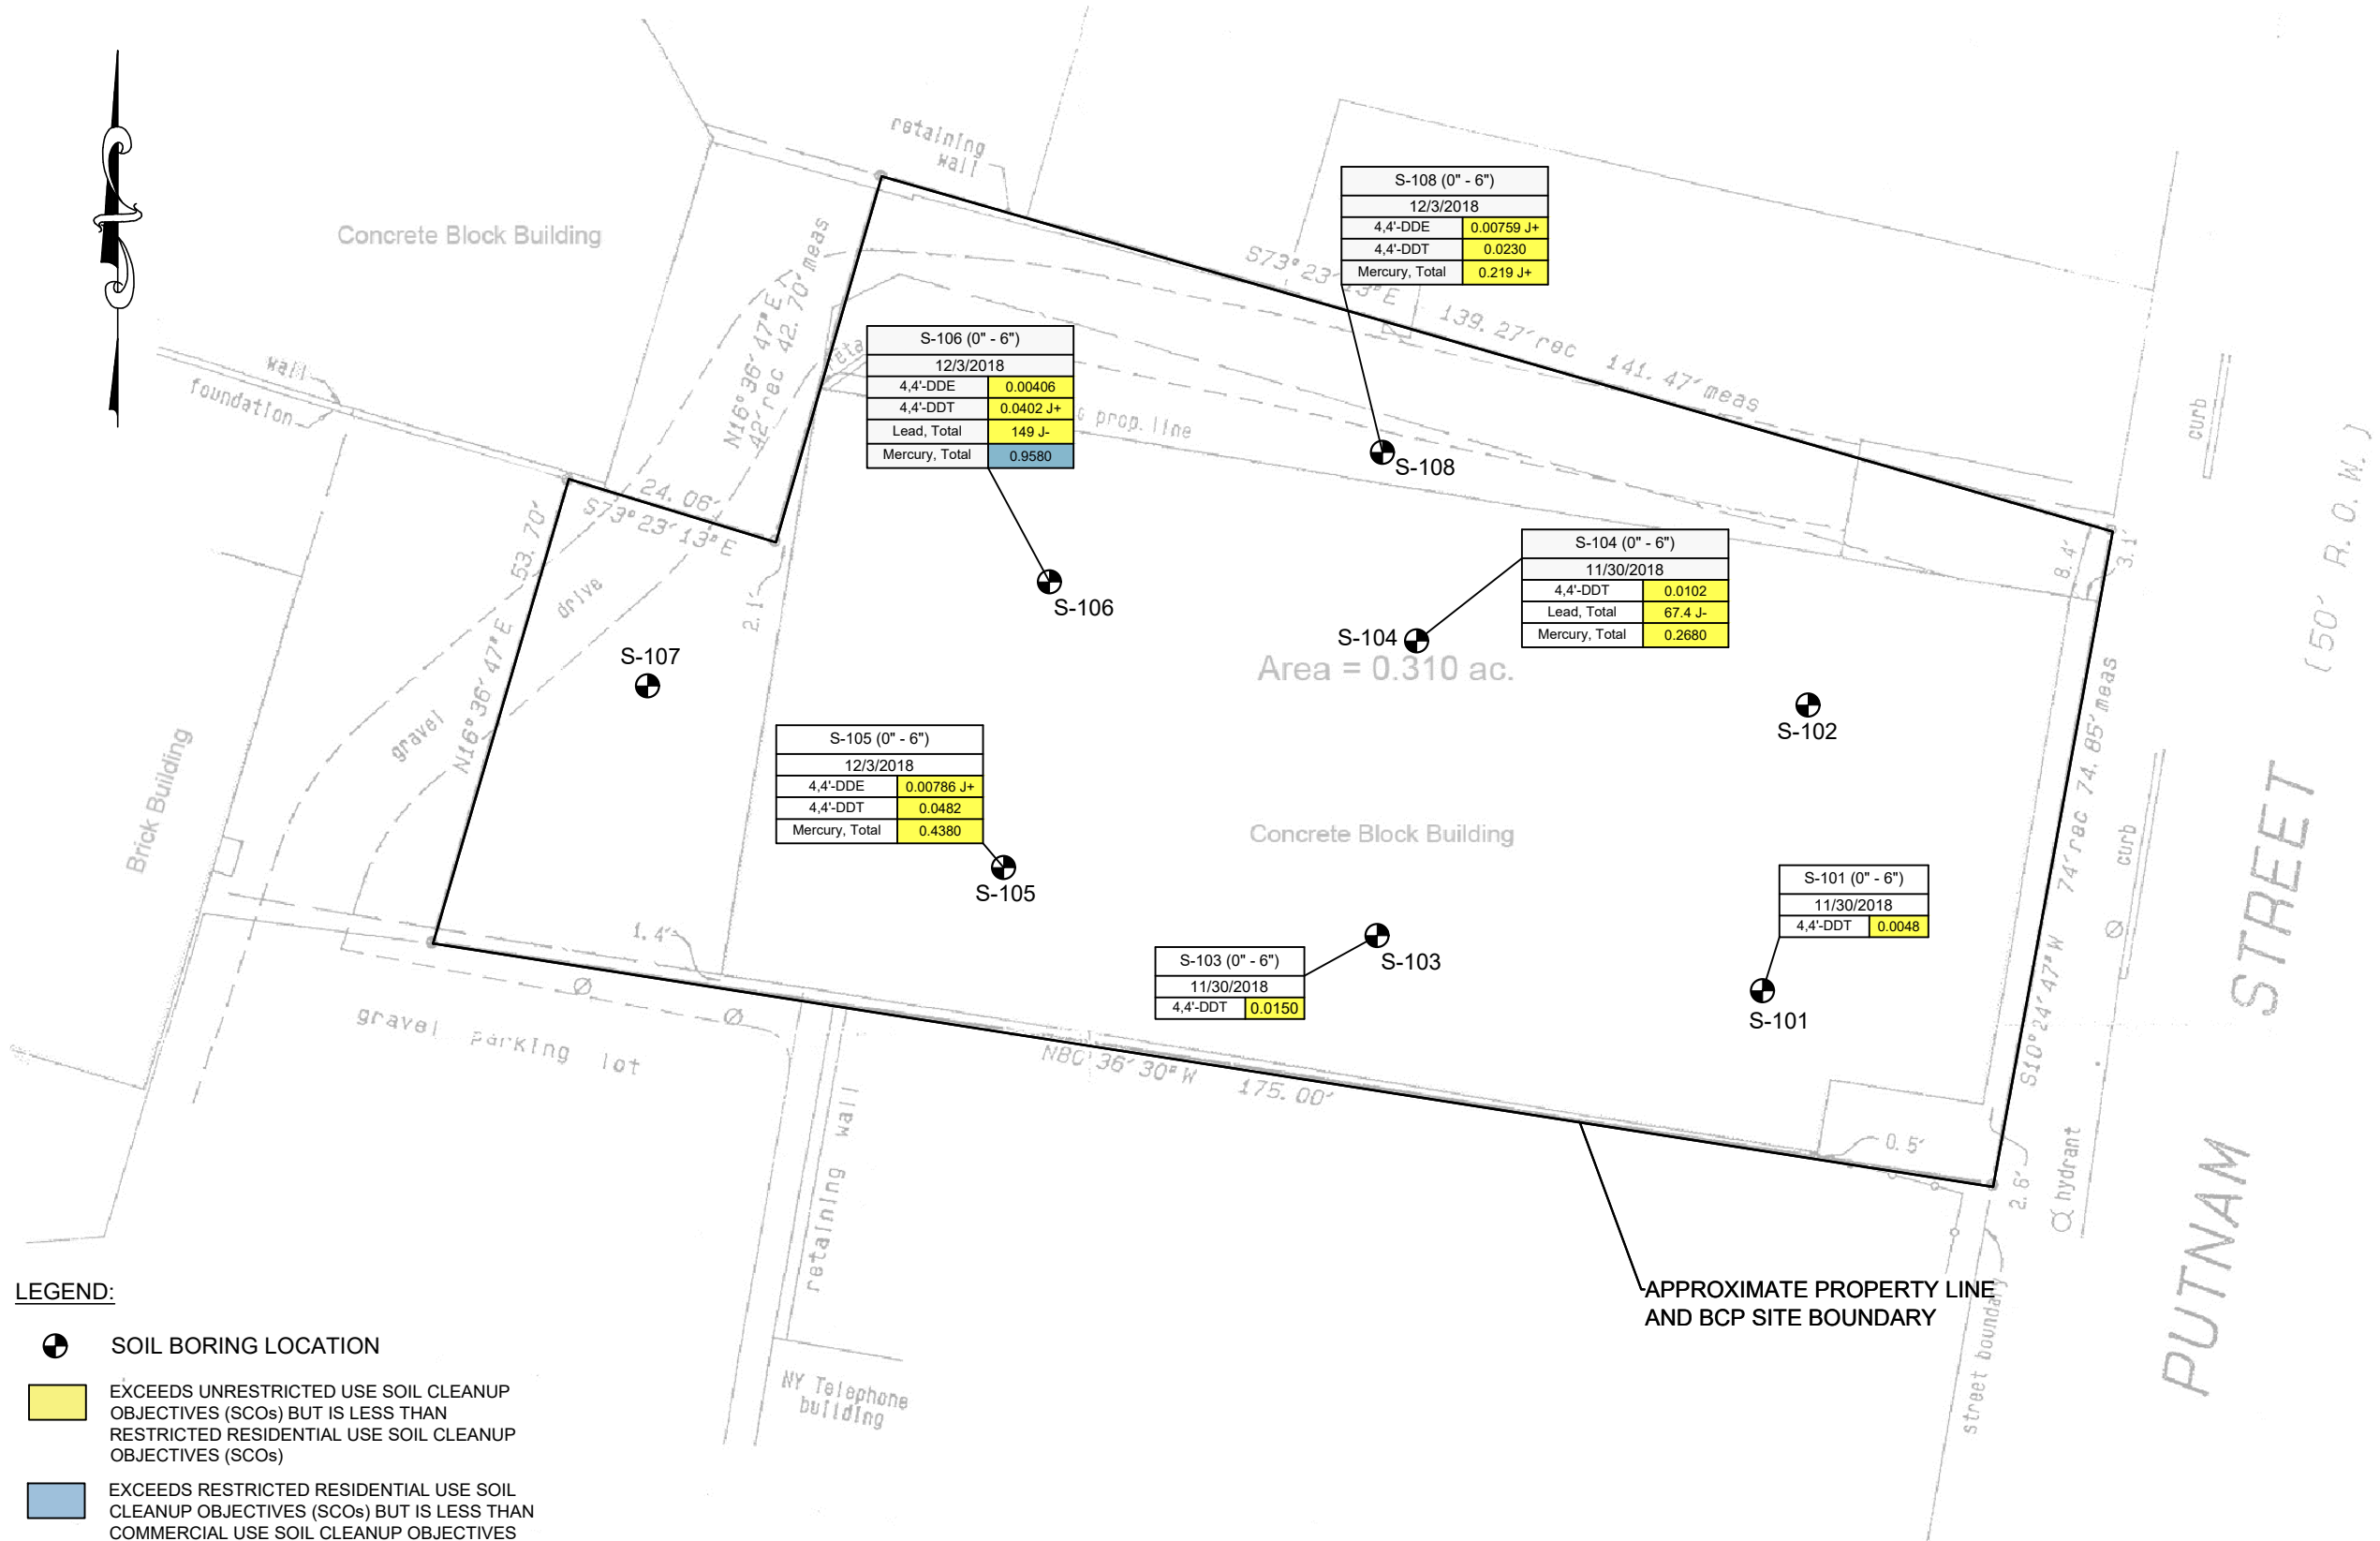 retaining
wall
Concrete Block Building
wall
foundation
N16°36'47"E
42'rec 42.70'meas
S73°23'13"E
139.27'rec 141.47'meas
S-108 (0" - 6")
12/3/2018
4,4'-DDE 0.00759 J+
4,4'-DDT 0.0230
Mercury, Total 0.219 J+
S-108
S-106 (0" - 6")
12/3/2018
4,4'-DDE 0.00406
4,4'-DDT 0.0402 J+
Lead, Total 149 J-
Mercury, Total 0.9580
S-106
prop.line
curb
(50' R.O.W.)
24.06'
S73°23'13"E
53.70'
N16°36'47"E
drive
gravel
2.1'
S-107
S-104 (0" - 6")
11/30/2018
4,4'-DDT 0.0102
Lead, Total 67.4 J-
Mercury, Total 0.2680
S-104
Area = 0.310 ac.
8.4'
3.1'
S-102
S-105 (0" - 6")
12/3/2018
4,4'-DDE 0.00786 J+
4,4'-DDT 0.0482
Mercury, Total 0.4380
S-105
Concrete Block Building
Brick Building
S10°24'47"W 74'rec 74.85'meas
curb
PUTNAM STREET
S-101 (0" - 6")
11/30/2018
4,4'-DDT 0.0048
S-101
S-103 (0" - 6")
11/30/2018
4,4'-DDT 0.0150
S-103
1.4'
gravel parking lot
36'30"W 175.00'
0.5'
2.6'
hydrant
retaining wall
NY Telephone
building
street boundary
APPROXIMATE PROPERTY LINE
AND BCP SITE BOUNDARY
LEGEND:
SOIL BORING LOCATION
EXCEEDS UNRESTRICTED USE SOIL CLEANUP
OBJECTIVES (SCOs) BUT IS LESS THAN
RESTRICTED RESIDENTIAL USE SOIL CLEANUP
OBJECTIVES (SCOs)
EXCEEDS RESTRICTED RESIDENTIAL USE SOIL
CLEANUP OBJECTIVES (SCOs) BUT IS LESS THAN
COMMERCIAL USE SOIL CLEANUP OBJECTIVES